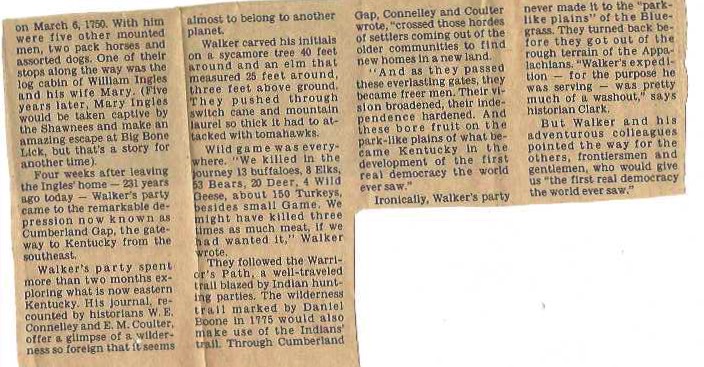 on March 6, 1750. With him
were five other mounted
men, two pack horses and
assorted dogs. One of their
stops along the way was the
log cabin of William Ingles
and his wife Mary. (Five
years later, Mary Ingles
would be taken captive by
the Shawnees and make an
amazing escape at Big Bone
Lick, but that's a story for
another time).
Four weeks after leaving
the Ingles' home — 231 years
ago today — Walker's party
came to the remarkable de-
pression now known as
Cumberland Gap, the gate-
way to Kentucky from the
southeast.
Walker's party spent
more than two months ex-
ploring what is now eastern
Kentucky. His journal, re-
counted by historians W. E.
Connelley and E. M. Coulter,
offer a glimpse of a wilder-
ness so foreign that it seems
almost to belong to another
planet.
Walker carved his initials
on a sycamore tree 40 feet
around and an elm that
measured 25 feet around,
three feet above ground.
They pushed through
switch cane and mountain
laurel so thick it had to at-
tacked with tomahawks.
Wild game was every-
where. "We killed in the
journey 13 buffaloes, 8 Elks,
53 Bears, 20 Deer, 4 Wild
Geese, about 150 Turkeys,
besides small Game. We
might have killed three
times as much meat, if we
had wanted it," Walker
wrote.
They followed the Warri-
or's Path, a well-traveled
trail blazed by Indian hunt-
ing parties. The wilderness
trail marked by Daniel
Boone in 1775 would also
make use of the Indians'
trail. Through Cumberland
Gap, Connelley and Coulter
wrote, "crossed those hordes
of settlers coming out of the
older communities to find
new homes in a new land.
"And as they passed
these everlasting gates, they
became freer men. Their vi-
sion broadened, their inde-
pendence hardened. And
these bore fruit on the
park-like plains of what be-
came Kentucky in the
development of the first
real democracy the world
ever saw."
Ironically, Walker's party
never made it to the "park-
like plains" of the Blue-
grass. They turned back be-
fore they got out of the
rough terrain of the Appa-
lachians. "Walker's expedi-
tion — for the purpose he
was serving — was pretty
much of a washout," says
historian Clark.
But Walker and his
adventurous colleagues
pointed the way for the
others, frontiersmen and
gentlemen, who would give
us "the first real democracy
the world ever saw."